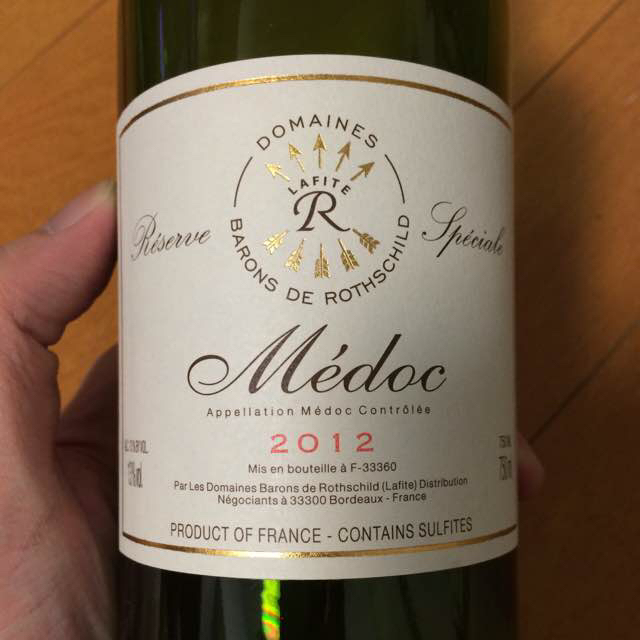 DOMAINES
LAFITE
R
BARONS DE ROTHSCHILD
Réserve Spéciale
Médoc
Appellation Médoc Contrôlée
2012
Mis en bouteille à F-33360
Par Les Domaines Barons de Rothschild (Lafite) Distribution
Négociants à 33300 Bordeaux - France
PRODUCT OF FRANCE - CONTAINS SULFITES